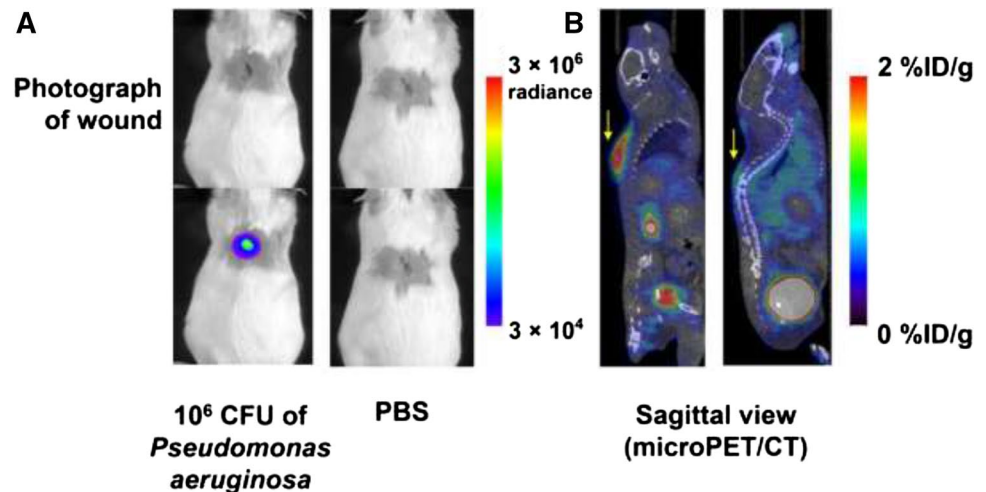 A
Photograph
of wound
3 × 10⁶
radiance
3 × 10⁴
10⁶ CFU of
Pseudomonas
aeruginosa
PBS
B
2 %ID/g
0 %ID/g
Sagittal view
(microPET/CT)